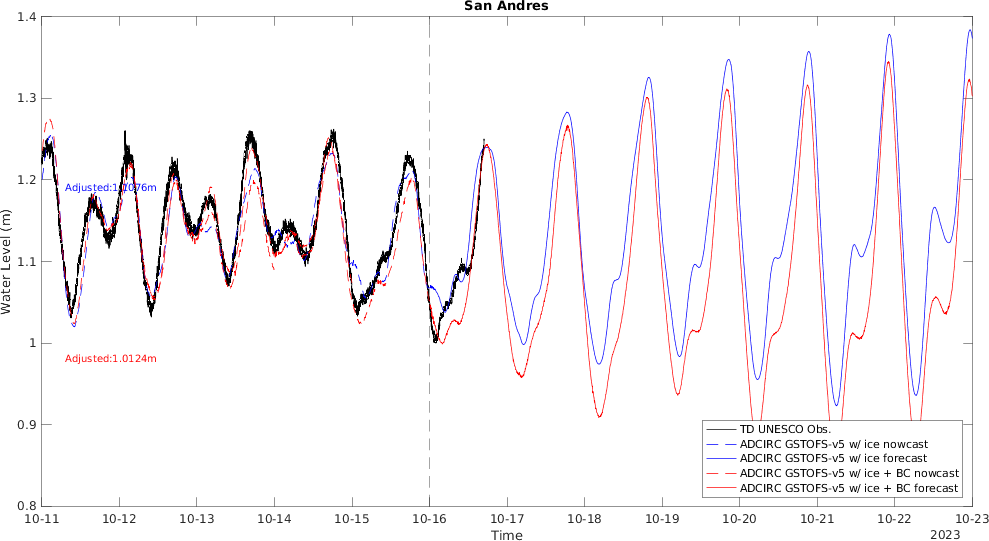 San Andres
1.4
1.3
1.2
1.1
1
0.9
0.8
Water Level (m)
Adjusted:1.1076m
Adjusted:1.0124m
TD UNESCO Obs.
ADCIRC GSTOFS-v5 w/ ice nowcast
ADCIRC GSTOFS-v5 w/ ice forecast
ADCIRC GSTOFS-v5 w/ ice + BC nowcast
ADCIRC GSTOFS-v5 w/ ice + BC forecast
10-11 10-12 10-13 10-14 10-15 10-16 10-17 10-18 10-19 10-20 10-21 10-22 10-23
Time
2023